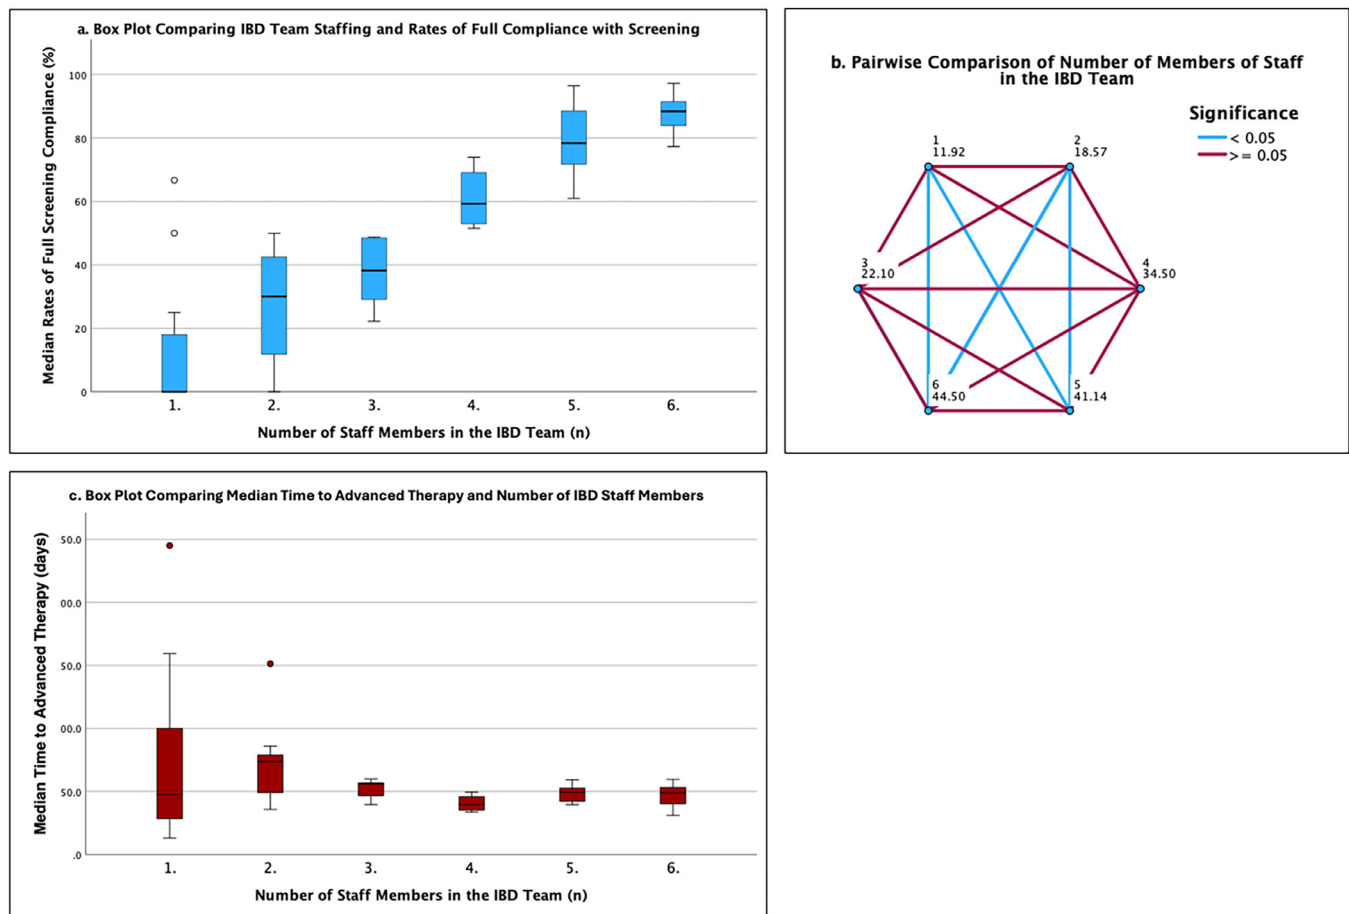 a. Box Plot Comparing IBD Team Staffing and Rates of Full Compliance with Screening
Median Rates of Full Screening Compliance (%)
100
80
60
40
20
0
1. 2. 3. 4. 5. 6.
Number of Staff Members in the IBD Team (n)
b. Pairwise Comparison of Number of Members of Staff
in the IBD Team
Significance
< 0.05
>= 0.05
1
11.92
2
18.57
3
22.10
4
34.50
6
44.50
5
41.14
c. Box Plot Comparing Median Time to Advanced Therapy and Number of IBD Staff Members
Median Time to Advanced Therapy (days)
50.0
00.0
50.0
00.0
50.0
.0
1. 2. 3. 4. 5. 6.
Number of Staff Members in the IBD Team (n)